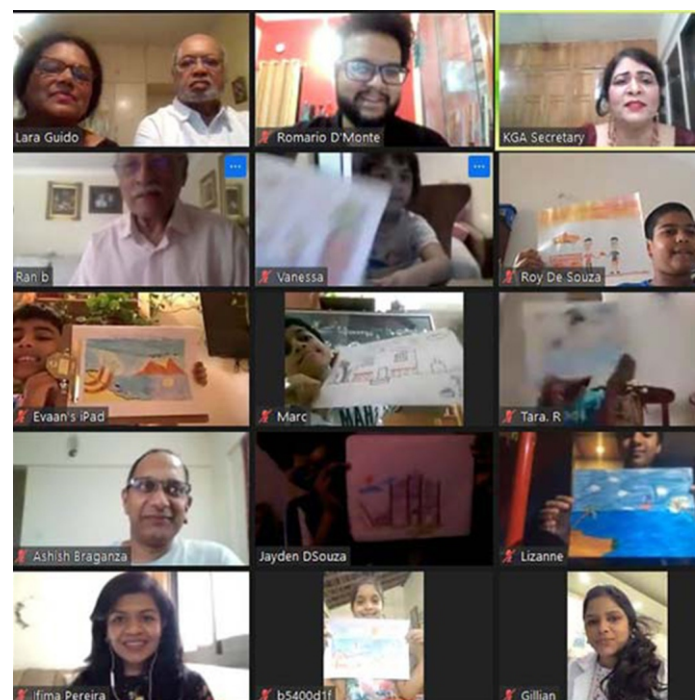 Lara Guido
Romario D'Monte
KGA Secretary
Ran b
Vanessa
Roy De Souza
Evaan's iPad
Marc
Tara. R
Ashish Braganza
Jayden DSouza
Lizanne
Ifima Pereira
b5400d1f
Gillian